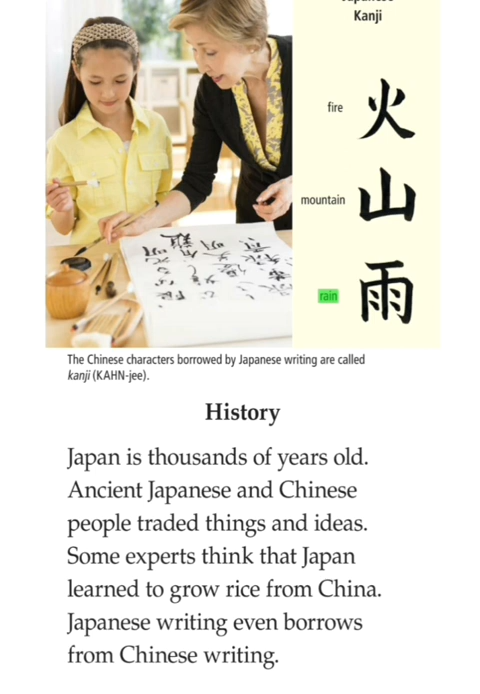 Kanji
fire 火
mountain 山
rain 雨
The Chinese characters borrowed by Japanese writing are called
kanji (KAHN-jee).
History
Japan is thousands of years old.
Ancient Japanese and Chinese
people traded things and ideas.
Some experts think that Japan
learned to grow rice from China.
Japanese writing even borrows
from Chinese writing.